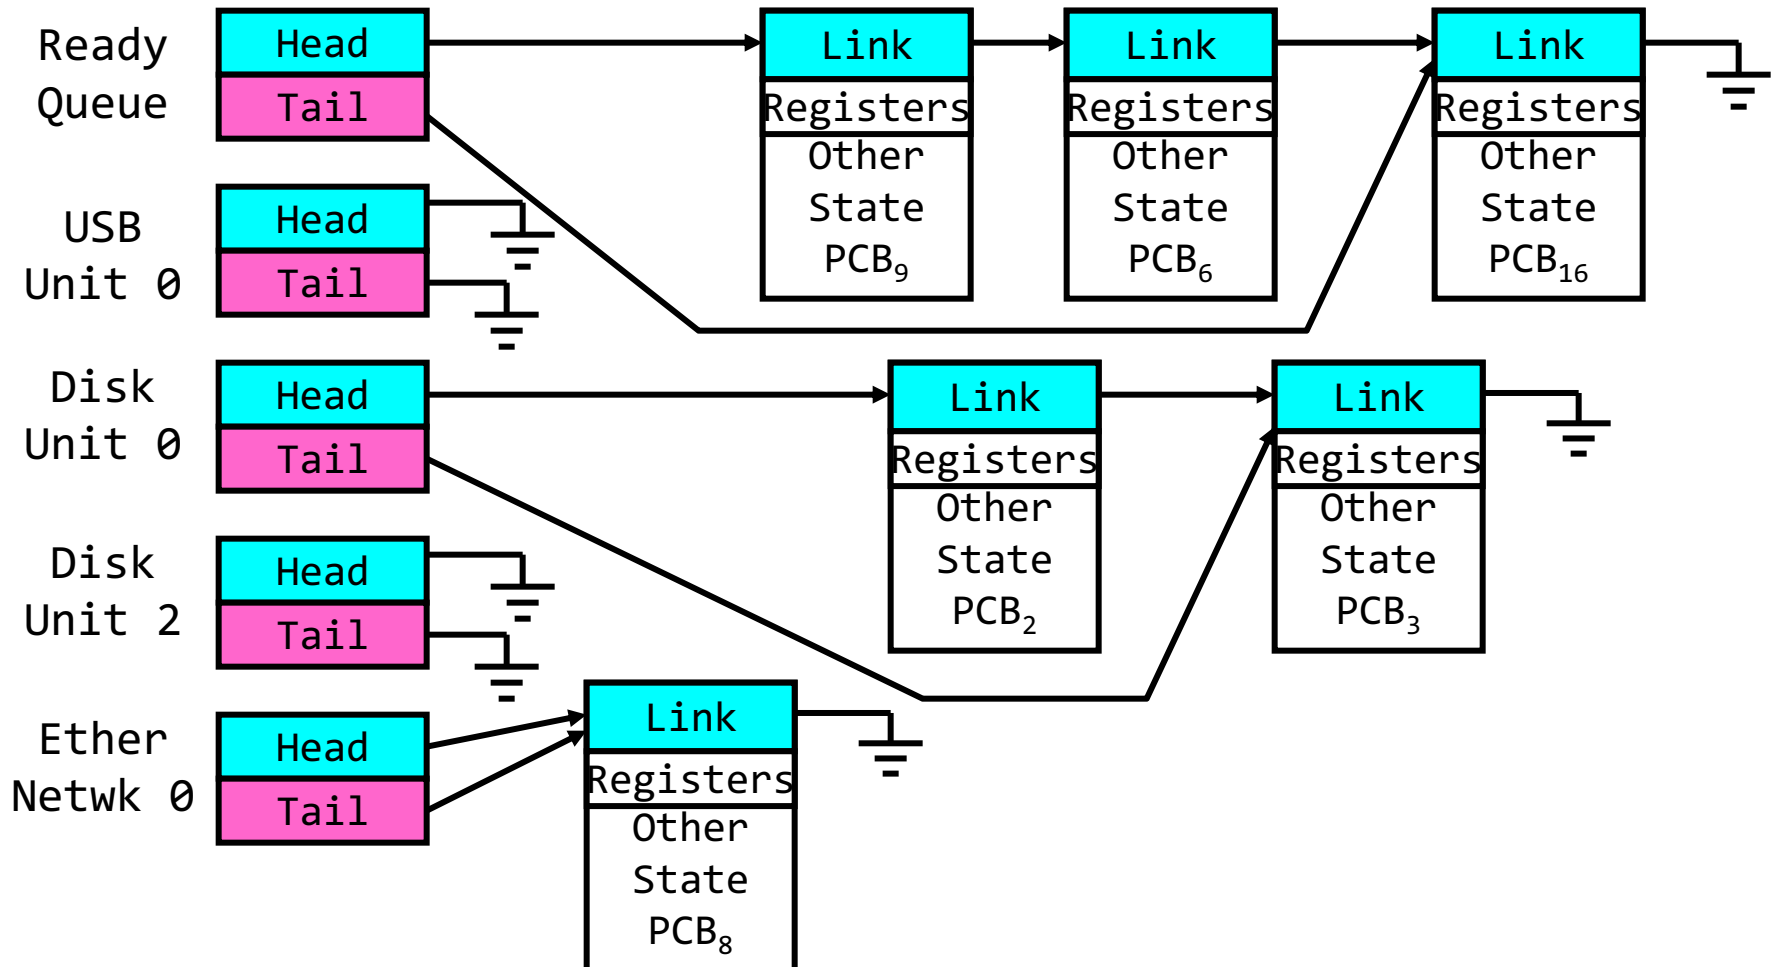 Ready
Queue
Head
Tail
Link
Registers
Other
State
PCB₉
Link
Registers
Other
State
PCB₆
Link
Registers
Other
State
PCB₁₆
USB
Unit 0
Head
Tail
Disk
Unit 0
Head
Tail
Link
Registers
Other
State
PCB₂
Link
Registers
Other
State
PCB₃
Disk
Unit 2
Head
Tail
Ether
Netwk 0
Head
Tail
Link
Registers
Other
State
PCB₈